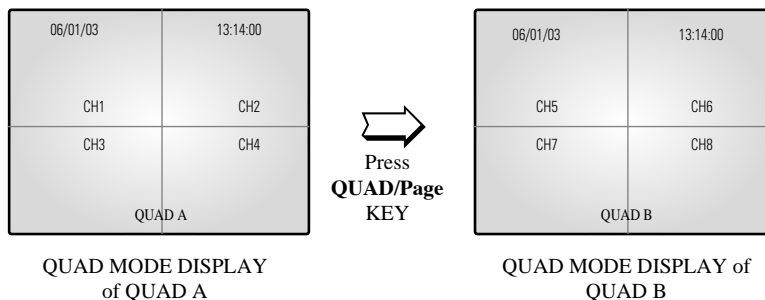 06/01/03 13:14:00
CH1 CH2
CH3 CH4
QUAD A
QUAD MODE DISPLAY
of QUAD A
Press
QUAD/Page
KEY
06/01/03 13:14:00
CH5 CH6
CH7 CH8
QUAD B
QUAD MODE DISPLAY of
QUAD B